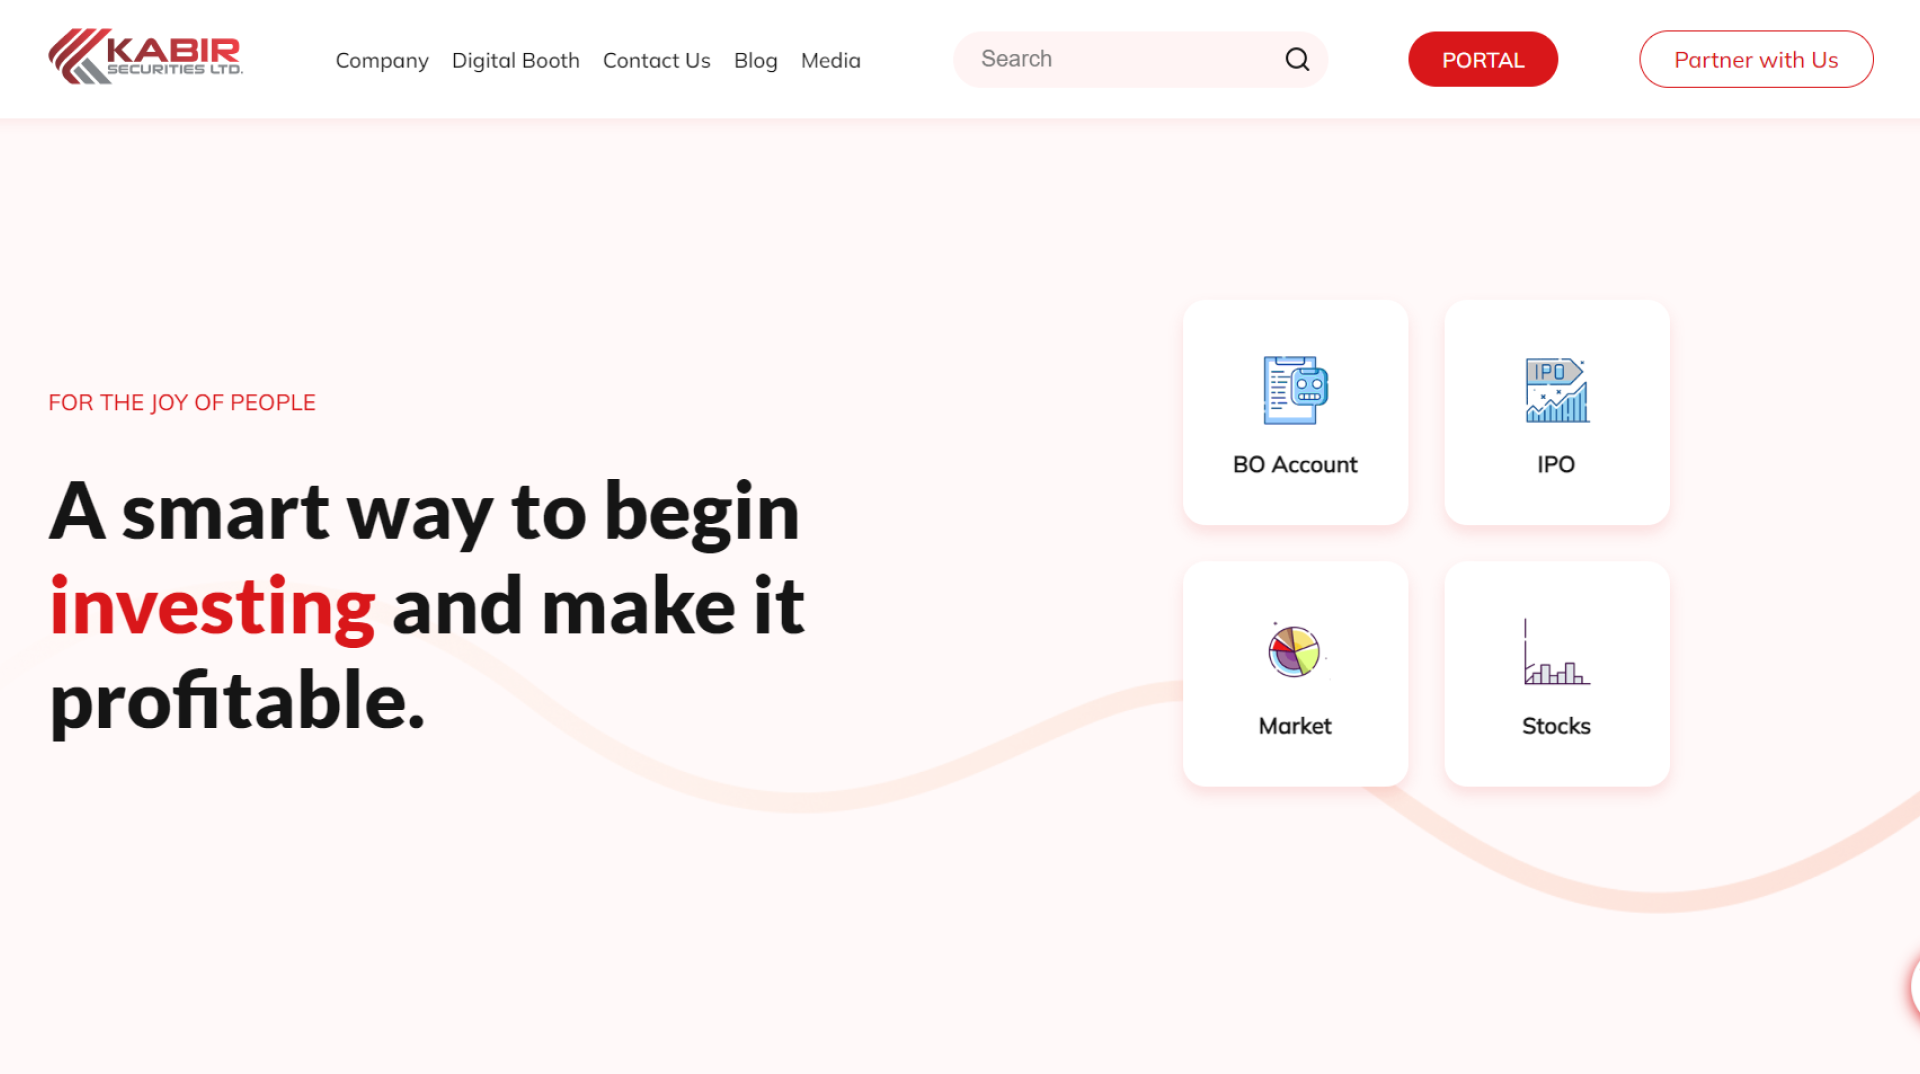 KABIR
SECURITIES LTD.
Company Digital Booth Contact Us Blog Media
Search
PORTAL
Partner with Us
FOR THE JOY OF PEOPLE
A smart way to begin
investing and make it
profitable.
BO Account
IPO
IPO
Market
Stocks